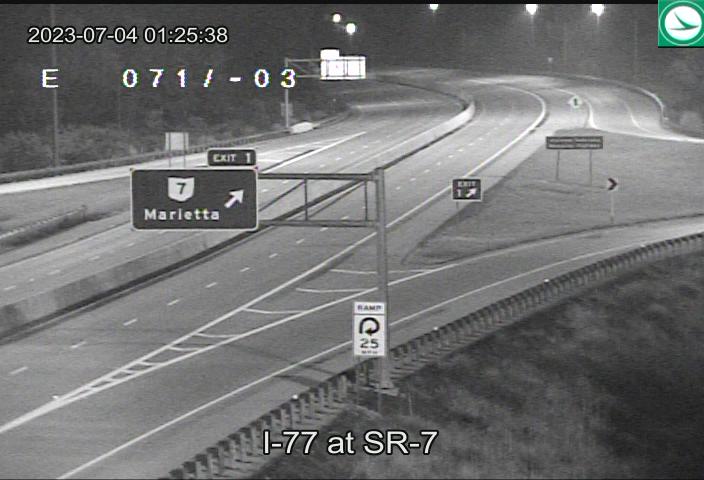 2023-07-04 01:25:38
E 071/-03
EXIT 1
7
Marietta
EXIT
1
RAMP
25
MPH
I-77 at SR-7